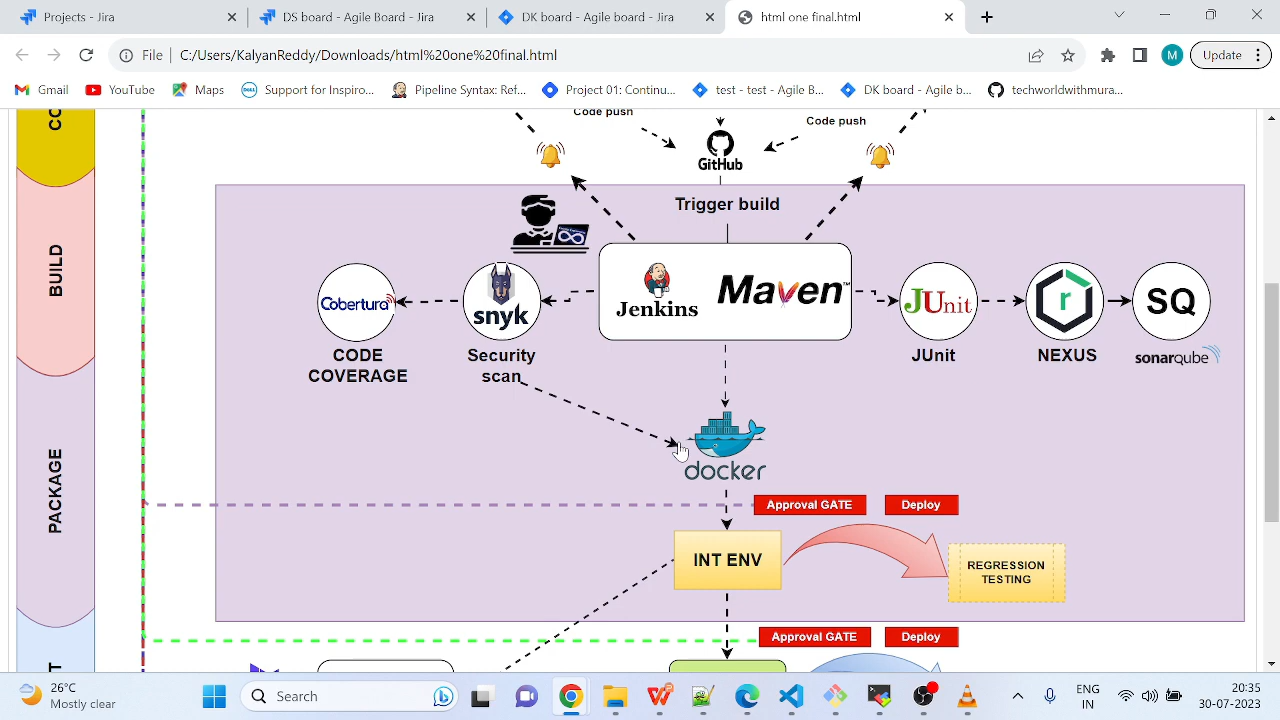 Projects - Jira
DS board - Agile Board - Jira
DK board - Agile Board - Jira
html one final.html
File
C:/Users/KalyanReddy/Downloads/html%20one%20final.html
M
Update
Gmail
YouTube
Maps
DELL
Support for Inspiro...
Pipeline Syntax: Ref...
Project 01: Continu...
test - test - Agile B...
DK board - Agile b...
techworldwithmura...
CO
Code push
Code push
GitHub
Trigger build
BUILD
Cobertura
snyk
Jenkins
Maven™
JUnit
r
SQ
CODE
COVERAGE
Security
scan
JUnit
NEXUS
sonarqube
PACKAGE
docker
Approval GATE
Deploy
INT ENV
REGRESSION
TESTING
Approval GATE
Deploy
T
26°C
Mostly clear
Search
ENG
IN
20:35
30-07-2023